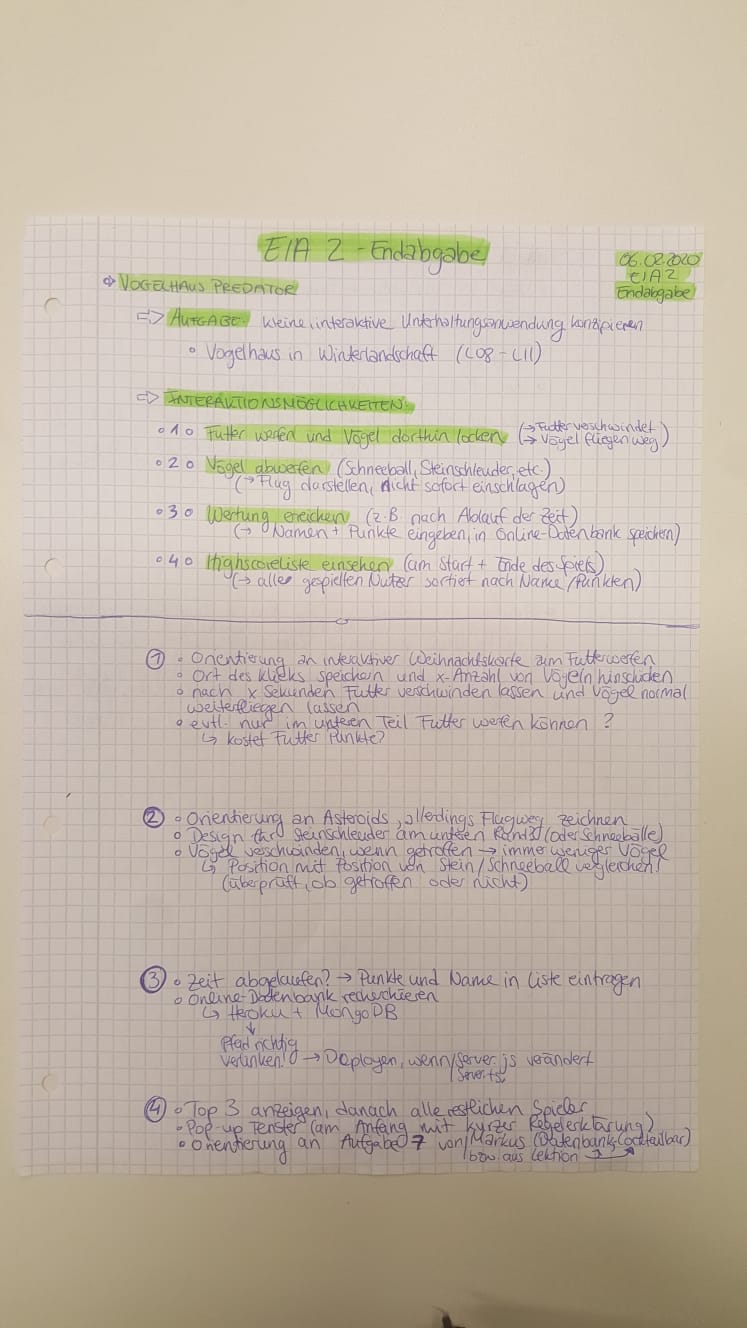 EIA 2 - Endabgabe
06.02.2020
EIA2
Endabgabe
⇨ VOGELHAUS PREDATOR
=> AUFGABE: kleine, interaktive Unterhaltungsanwendung konzipieren
• Vogelhaus in Winterlandschaft (L08 - L11)
=> INTERAKTIONSMÖGLICHKEITEN:
° 1 ° Futter werfen und Vögel dorthin locken (→ Futter verschwindet
→ Vögel fliegen weg)
° 2 ° Vögel abwerfen (Schneeball, Steinschleuder, etc.)
(→ Flug darstellen, nicht sofort einschlagen)
° 3 ° Wertung erreichen (z.B nach Ablauf der Zeit)
(→ Namen + Punkte eingeben, in Online-Datenbank speichern)
° 4 ° Highscoreliste einsehen (am Start + Ende des Spiels)
(→ aller gespielten Nutzer sortiert nach Name/Punkten)
① ° Orientierung an interaktiver Weihnachtskarte zum Futterwerfen
° Ort des Klicks speichern und x-Anzahl von Vögeln hinschicken
° nach x Sekunden Futter verschwinden lassen und Vögel normal
weiterfliegen lassen
° evtl. nur im unteren Teil Futter werfen können ?
↳ kostet Futter Punkte?
② ° Orientierung an Asteroids, allerdings Flugweg zeichnen
° Design für Steinschleuder am unteren Rand (oder Schneebälle)
° Vögel verschwinden, wenn getroffen → immer weniger Vögel
↳ Position mit Position von Stein/Schneeball vergleichen!
(überprüft, ob getroffen oder nicht)
③ ° Zeit abgelaufen? → Punkte und Name in Liste eintragen
° Online-Datenbank recherchieren
↳ Heroku + MongoDB
↓
Pfad richtig
verlinken! → Deployen, wenn/Server.js verändert
Server.ts
④ ° Top 3 anzeigen, danach alle restlichen Spieler
° Pop-up Fenster (am Anfang mit kurzer Regelerklärung)
° Orientierung an Aufgabe 7 von Markus (Datenbank, Cocktailbar)
bzw aus Lektion